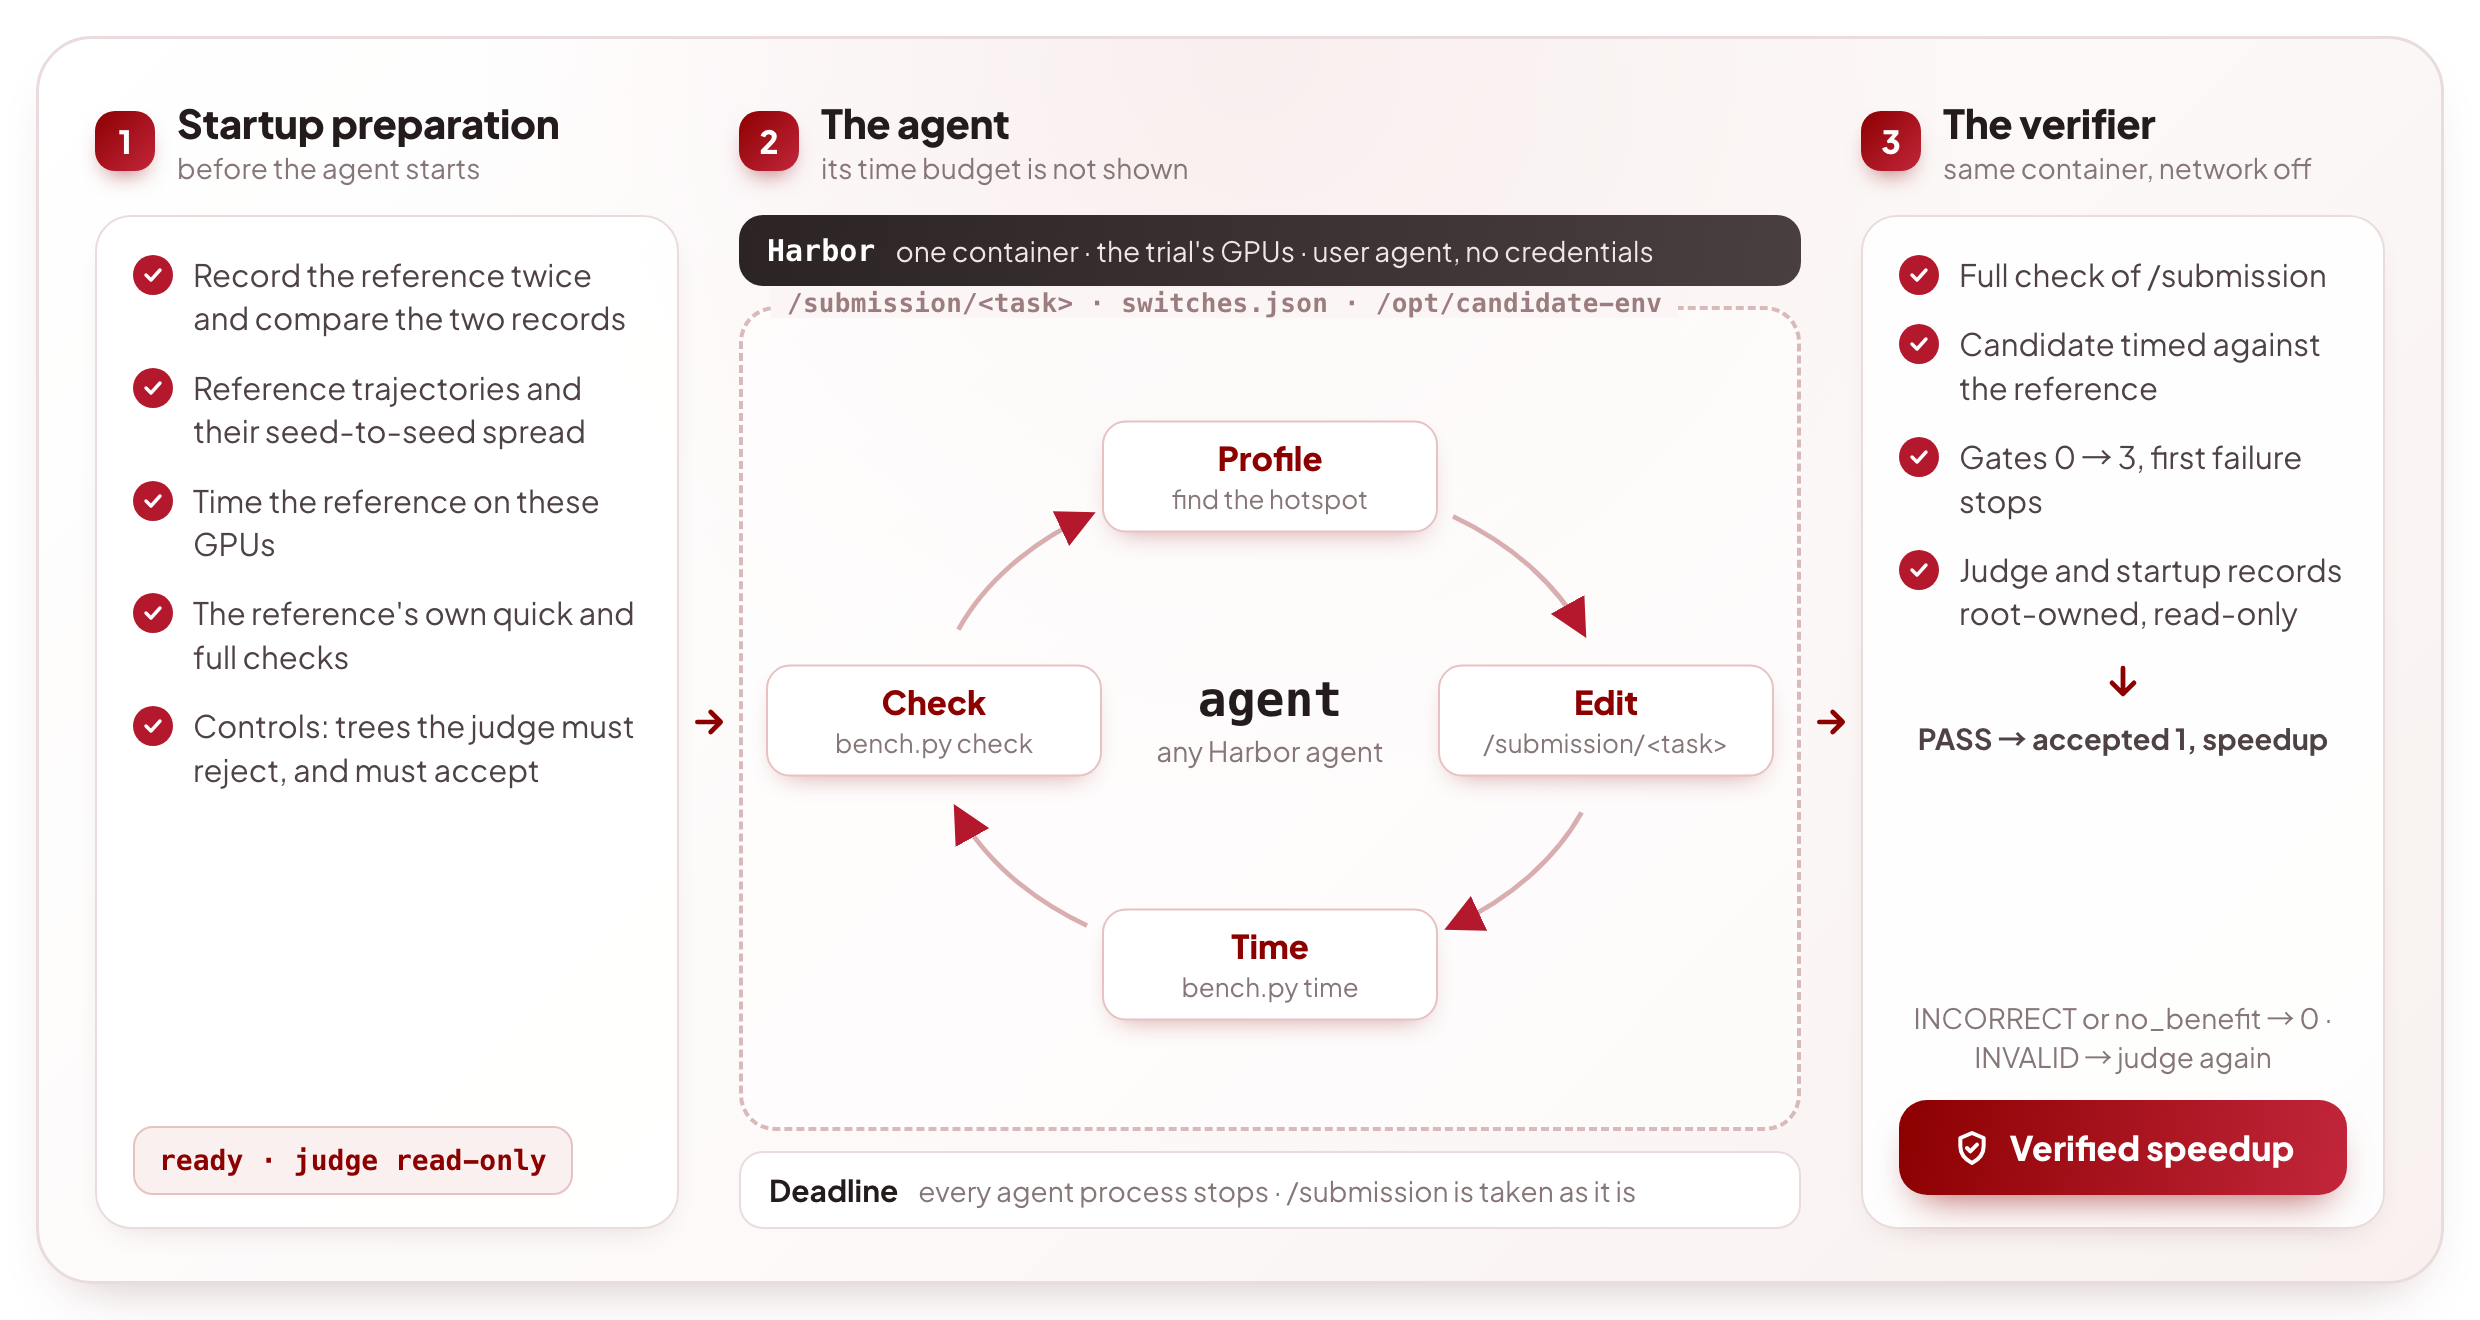 1
Startup preparation
before the agent starts
Record the reference twice
and compare the two records
Reference trajectories and
their seed-to-seed spread
Time the reference on these
GPUs
The reference's own quick and
full checks
Controls: trees the judge must
reject, and must accept
ready · judge read-only
2
The agent
its time budget is not shown
Harbor one container · the trial's GPUs · user agent, no credentials
/submission/<task> · switches.json · /opt/candidate-env
Profile
find the hotspot
Check
bench.py check
agent
any Harbor agent
Edit
/submission/<task>
Time
bench.py time
Deadline every agent process stops · /submission is taken as it is
3
The verifier
same container, network off
Full check of /submission
Candidate timed against
the reference
Gates 0 → 3, first failure
stops
Judge and startup records
root-owned, read-only
PASS → accepted 1, speedup
INCORRECT or no_benefit → 0 ·
INVALID → judge again
Verified speedup